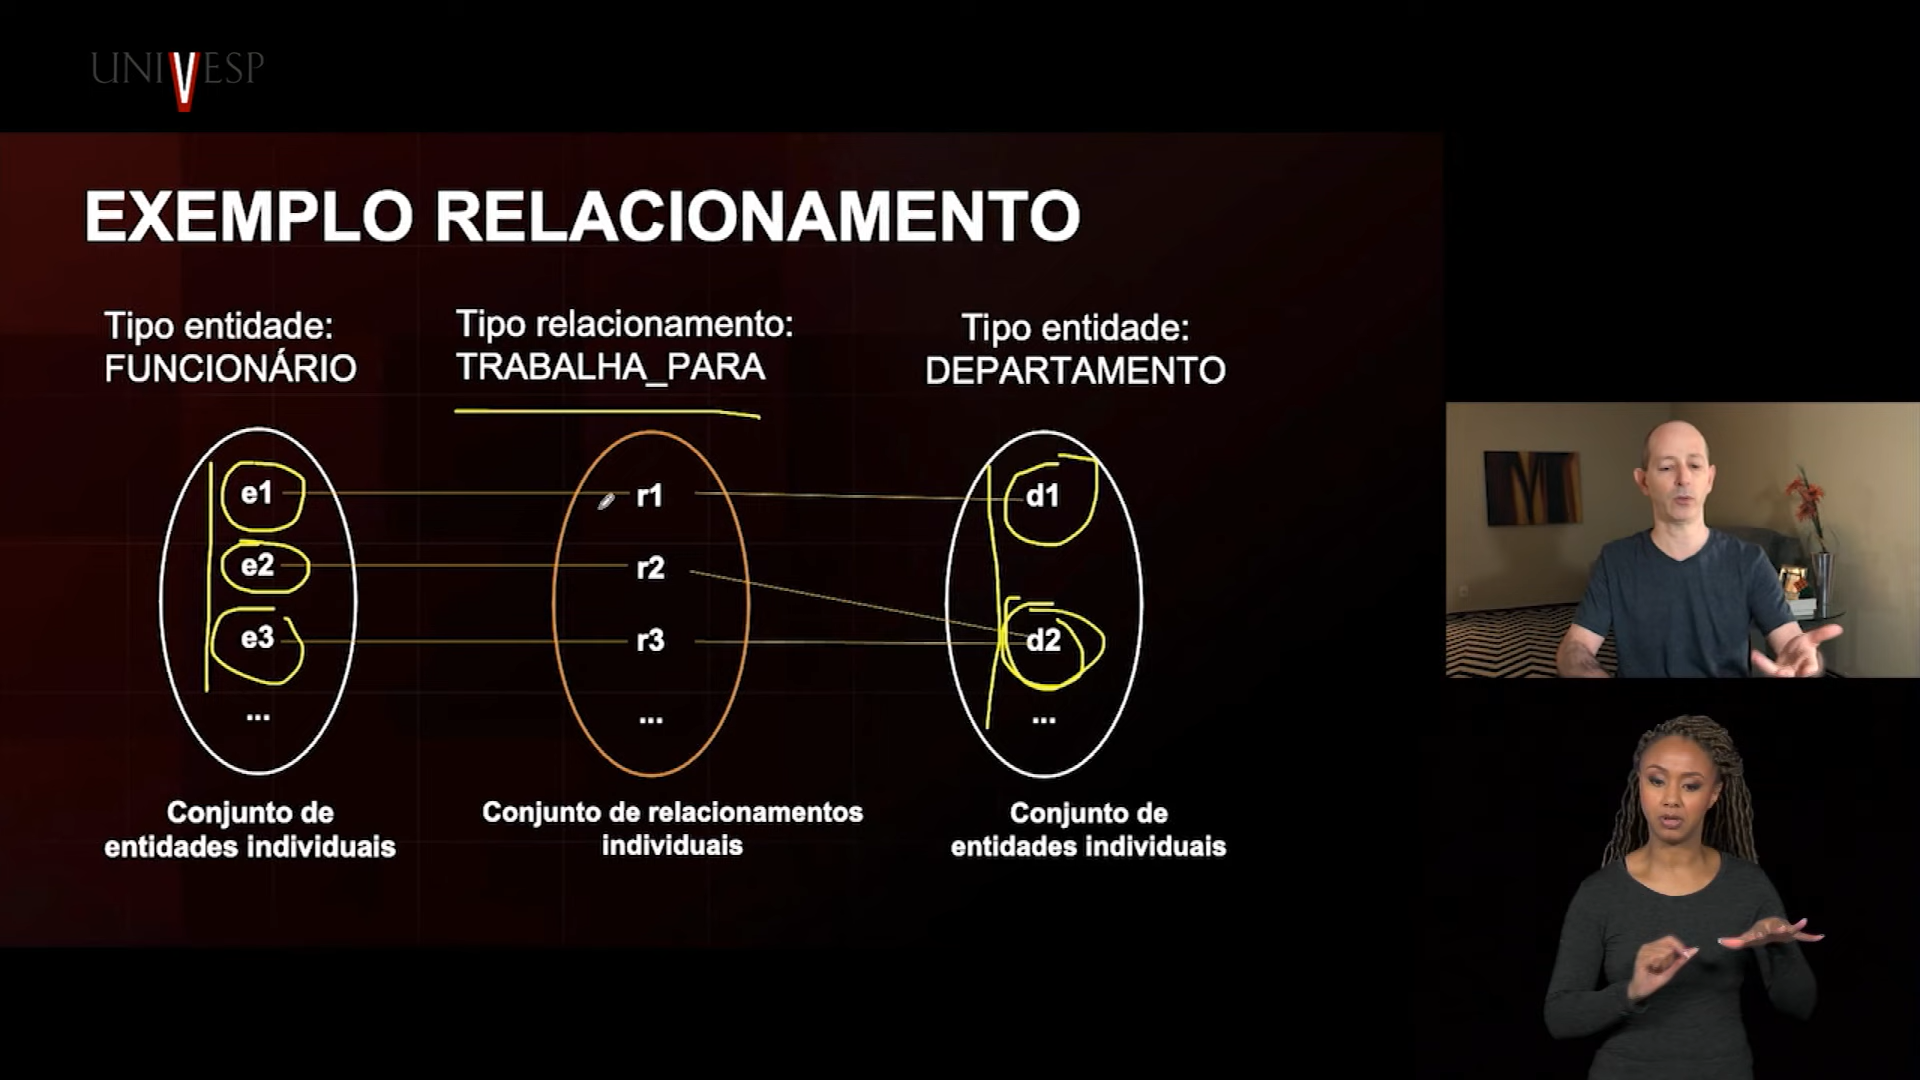 UNIVESP
EXEMPLO RELACIONAMENTO
Tipo entidade:
FUNCIONÁRIO
Tipo relacionamento:
TRABALHA_PARA
Tipo entidade:
DEPARTAMENTO
e1
e2
e3
...
r1
r2
r3
...
d1
d2
...
Conjunto de
entidades individuais
Conjunto de relacionamentos
individuais
Conjunto de
entidades individuais